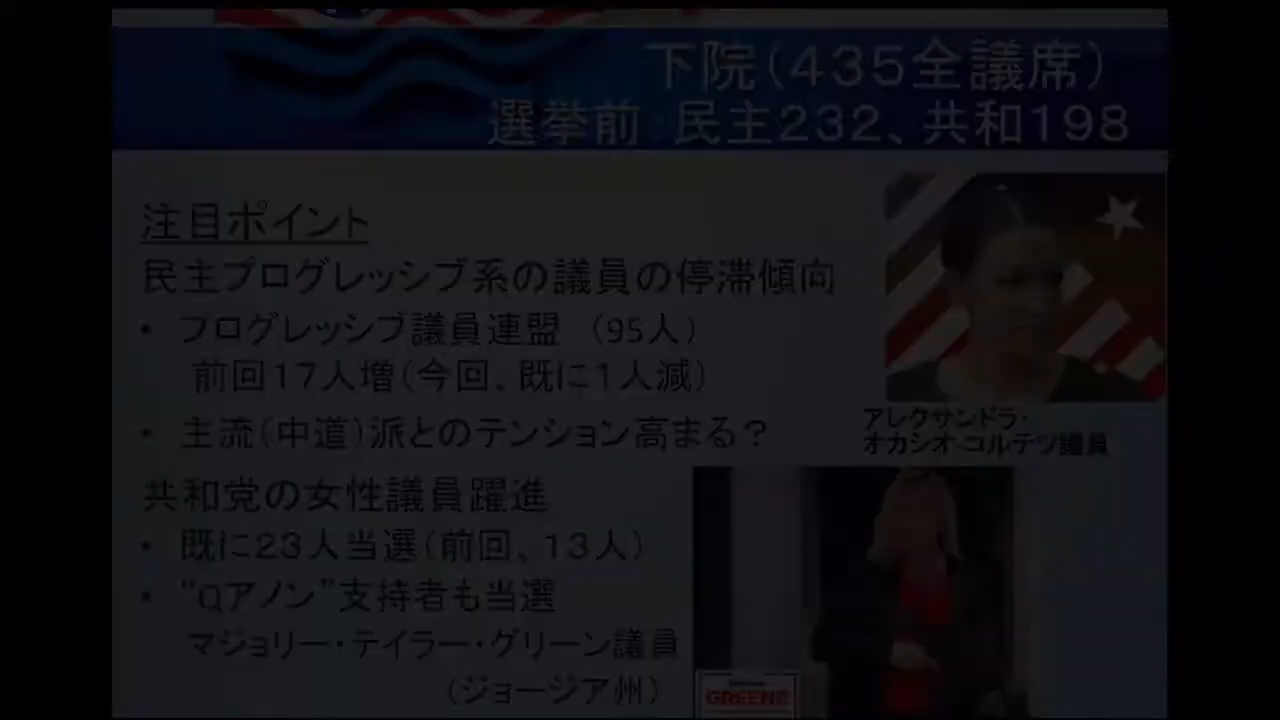 下院(435全議席)
選挙前:民主232、共和198
注目ポイント
民主プログレッシブ系の議員の停滞傾向
・ プログレッシブ議員連盟 (95人)
前回17人増(今回、既に1人減)
・ 主流(中道)派とのテンション高まる?
アレクサンドラ・
オカシオ・コルテツ議員
共和党の女性議員躍進
・ 既に23人当選(前回、13人)
・ "Qアノン"支持者も当選
マジョリー・テイラー・グリーン議員
(ジョージア州)
GREENE